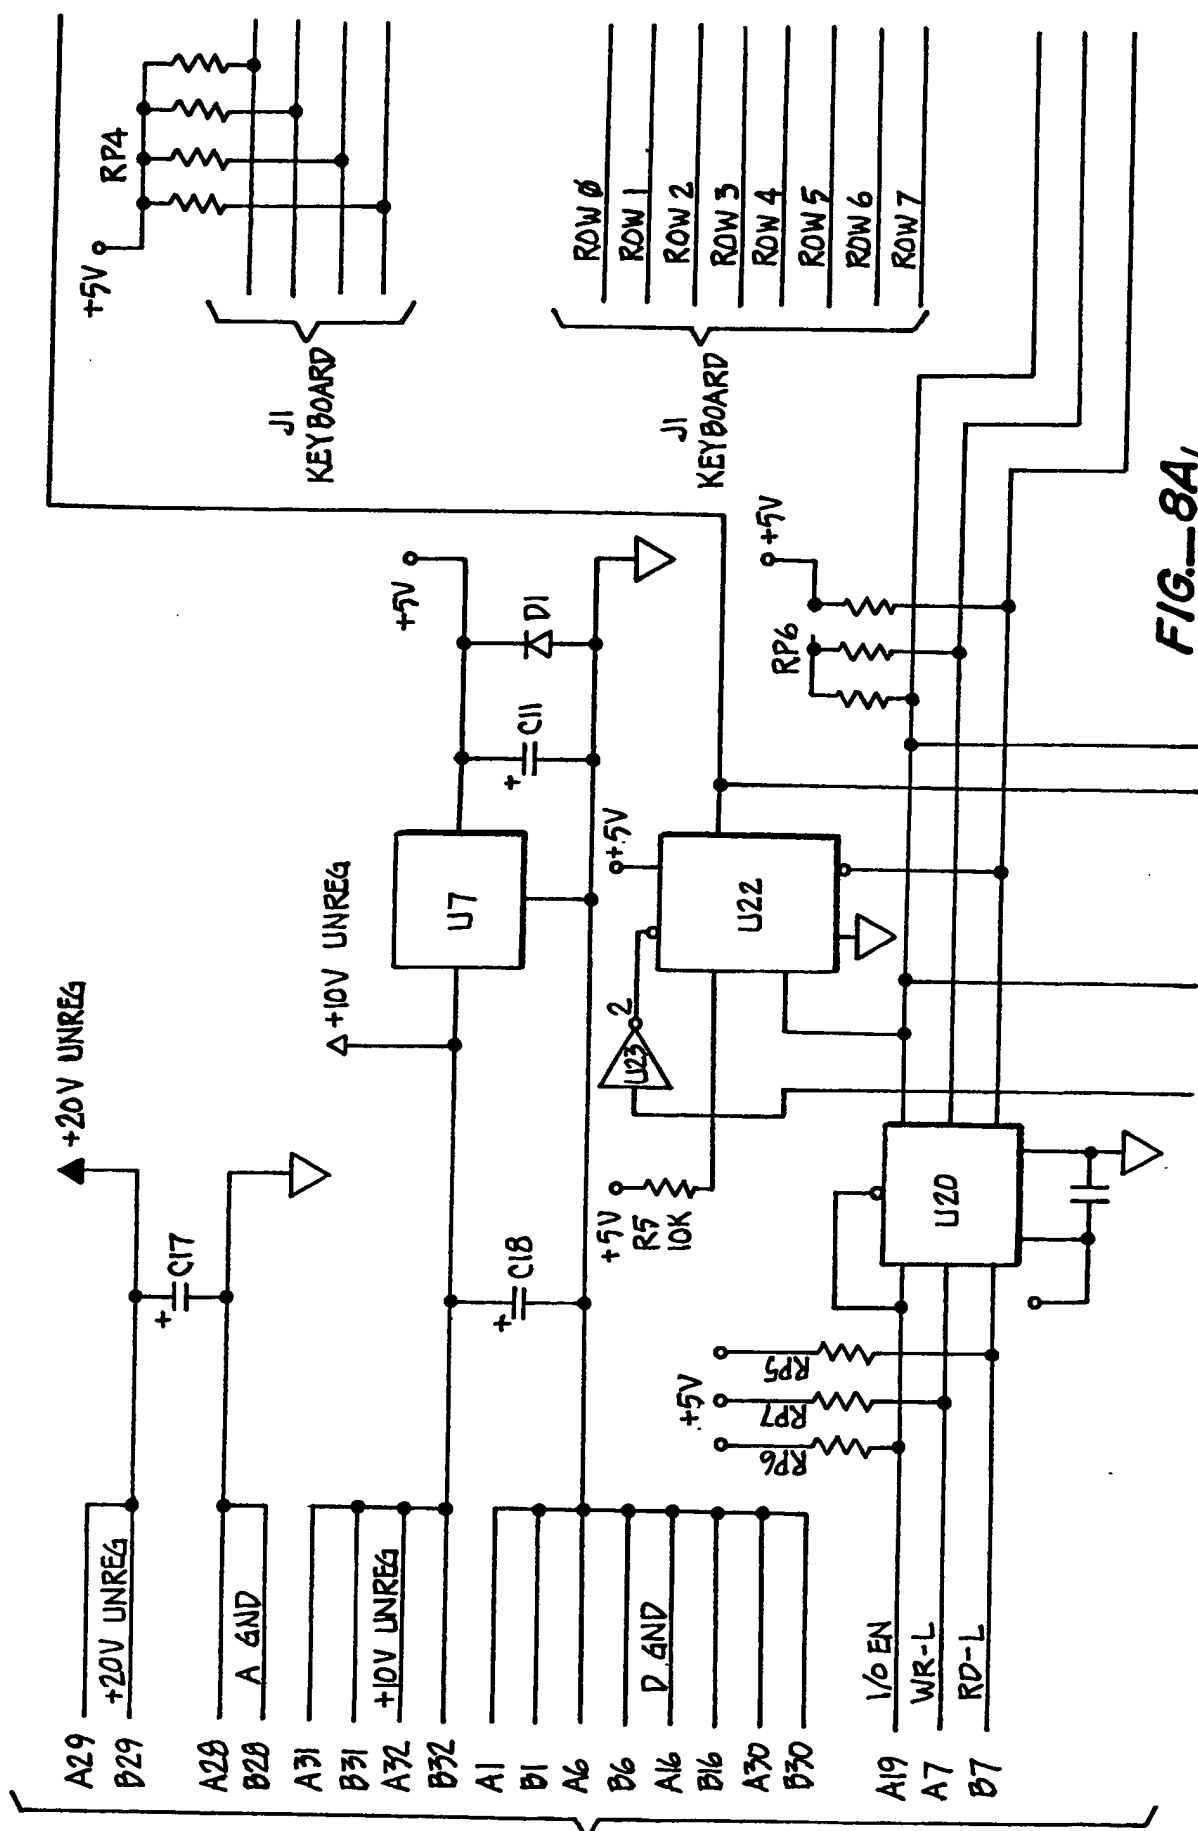 A29
B29
+20V UNREG
A28
B28
A GND
A31
B31
A32
B32
+10V UNREG
A1
B1
A6
B6
A16
B16
A30
B30
D GND
A19
A7
B7
I/O EN
WR-L
RD-L
+20V UNREG
+ C17
+ C18
+10V UNREG
U7
+ C11
D1
+5V
+5V
RP6
RP7
RP5
U20
+5V
R5
10K
U23
2
U22
+5V
RP6
+5V
+5V
RP4
J1
KEYBOARD
J1
KEYBOARD
ROW 0
ROW 1
ROW 2
ROW 3
ROW 4
ROW 5
ROW 6
ROW 7
FIG._8A,